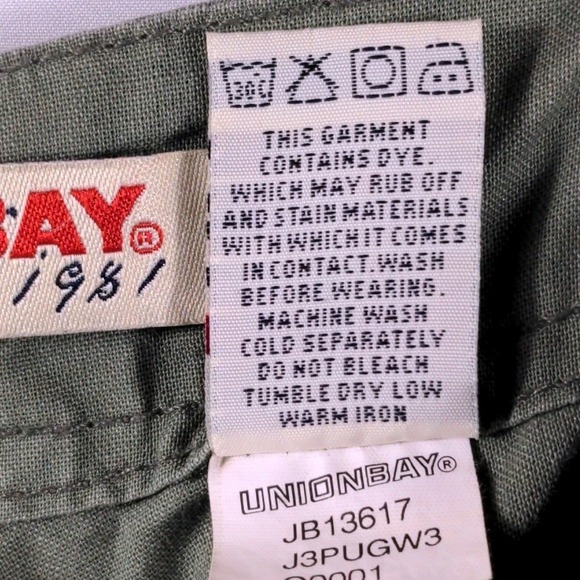 30C
THIS GARMENT
CONTAINS DYE.
WHICH MAY RUB OFF
AND STAIN MATERIALS
WITH WHICH IT COMES
IN CONTACT. WASH
BEFORE WEARING.
MACHINE WASH
COLD SEPARATELY
DO NOT BLEACH
TUMBLE DRY LOW
WARM IRON
BAY®
1981
UNIONBAY®
JB13617
J3PUGW3